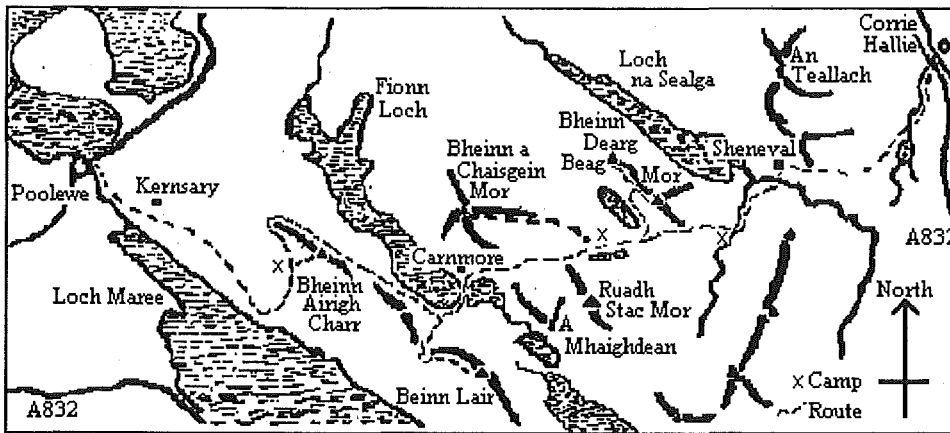 Corrie
Hallie
An
Teallach
Loch
na Sealga
Fionn
Loch
Bheinn
Dearg
Beag
Mor
Sheneval
Bheinn a
Chaisgein
Mor
Poolewe
Kernsary
A832
Carnmore
Loch Maree
Bheinn
Airigh
Charr
Ruadh
Stac Mor
North
A
Mhaighdean
Beinn Lair
X Camp
Route
A832